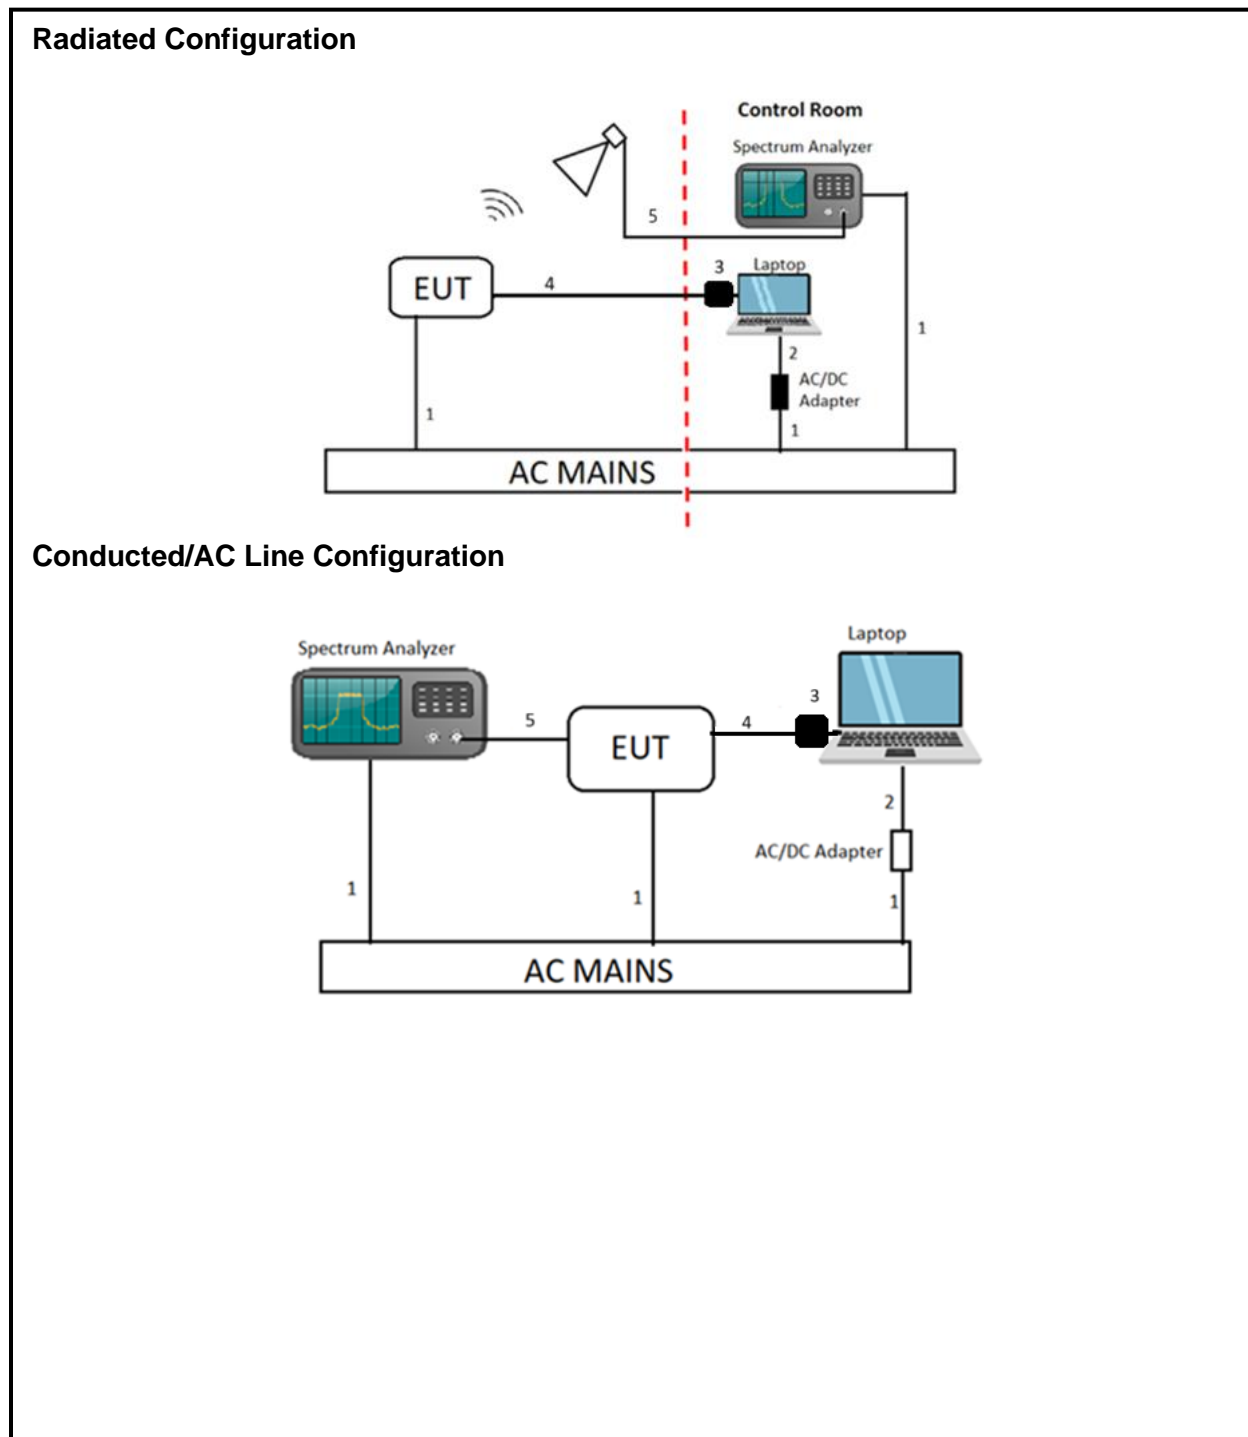 Radiated Configuration
Control Room
Spectrum Analyzer
5
3
Laptop
EUT
4
1
2
AC/DC
Adapter
1
1
AC MAINS
Conducted/AC Line Configuration
Laptop
Spectrum Analyzer
3
5
4
EUT
2
AC/DC Adapter
1
1
1
AC MAINS